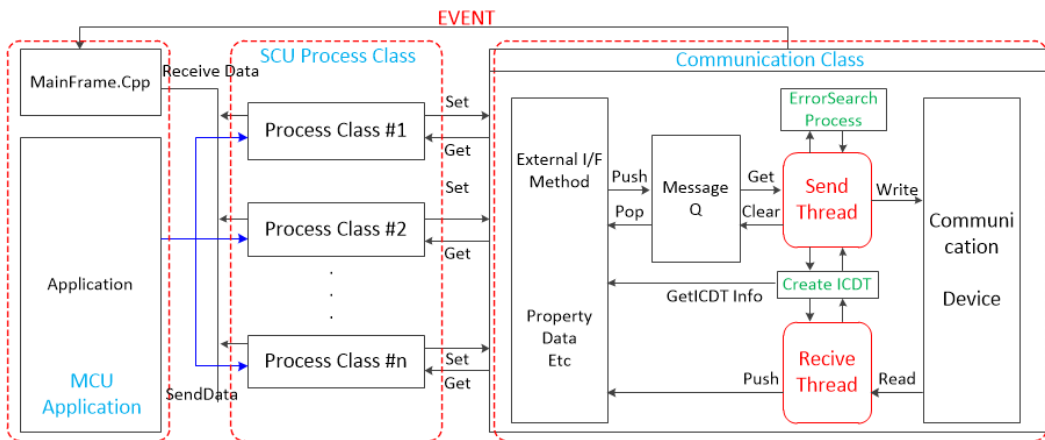 EVENT
MainFrame.Cpp
Receive Data
SCU Process Class
Communication Class
Process Class #1
Set
Get
Set
Process Class #2
Get
.
.
.
Process Class #n
Set
Get
Application
MCU
Application
SendData
External I/F
Method
Property
Data
Etc
Push
Pop
Message
Q
Get
Clear
ErrorSearch
Process
Send
Thread
Write
GetICDT Info
Create ICDT
Recive
Thread
Push
Read
Communi
cation
Device